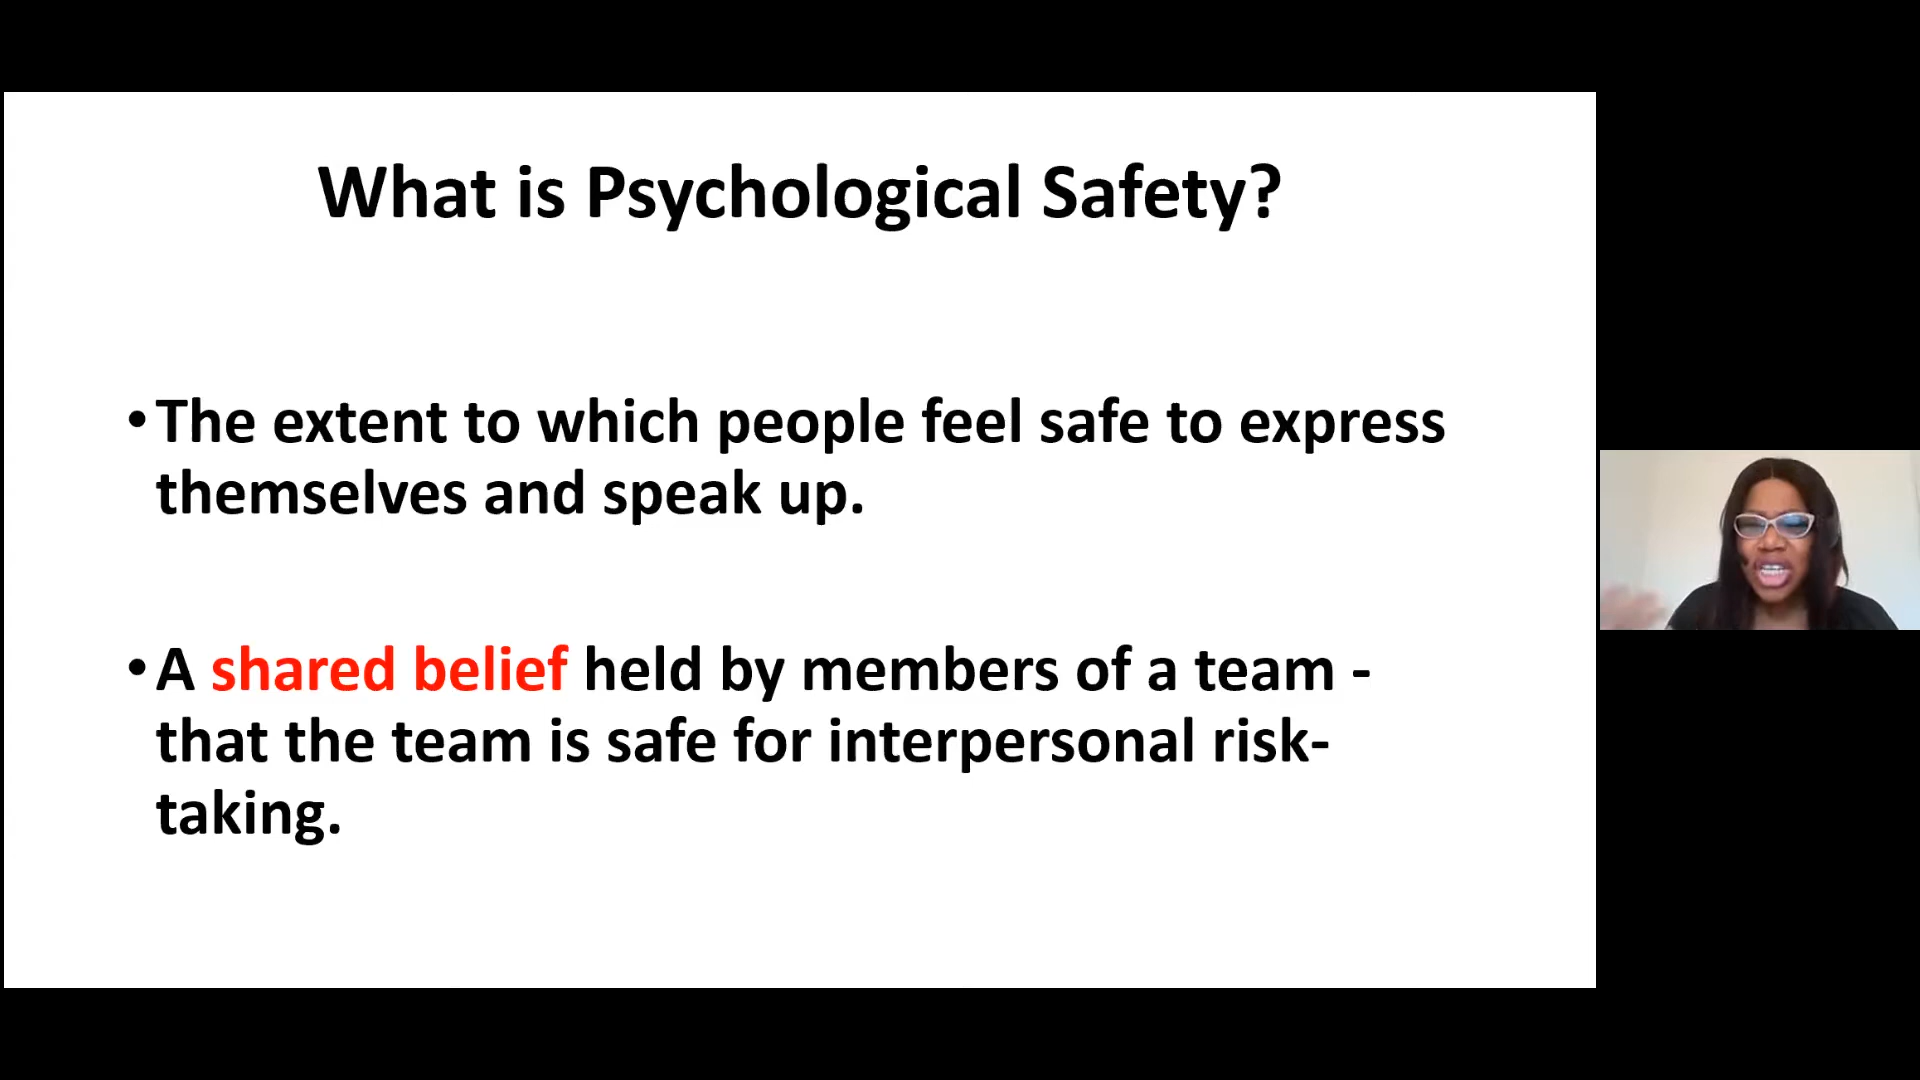 What is Psychological Safety?
•The extent to which people feel safe to express
themselves and speak up.
•A shared belief held by members of a team -
that the team is safe for interpersonal risk-
taking.